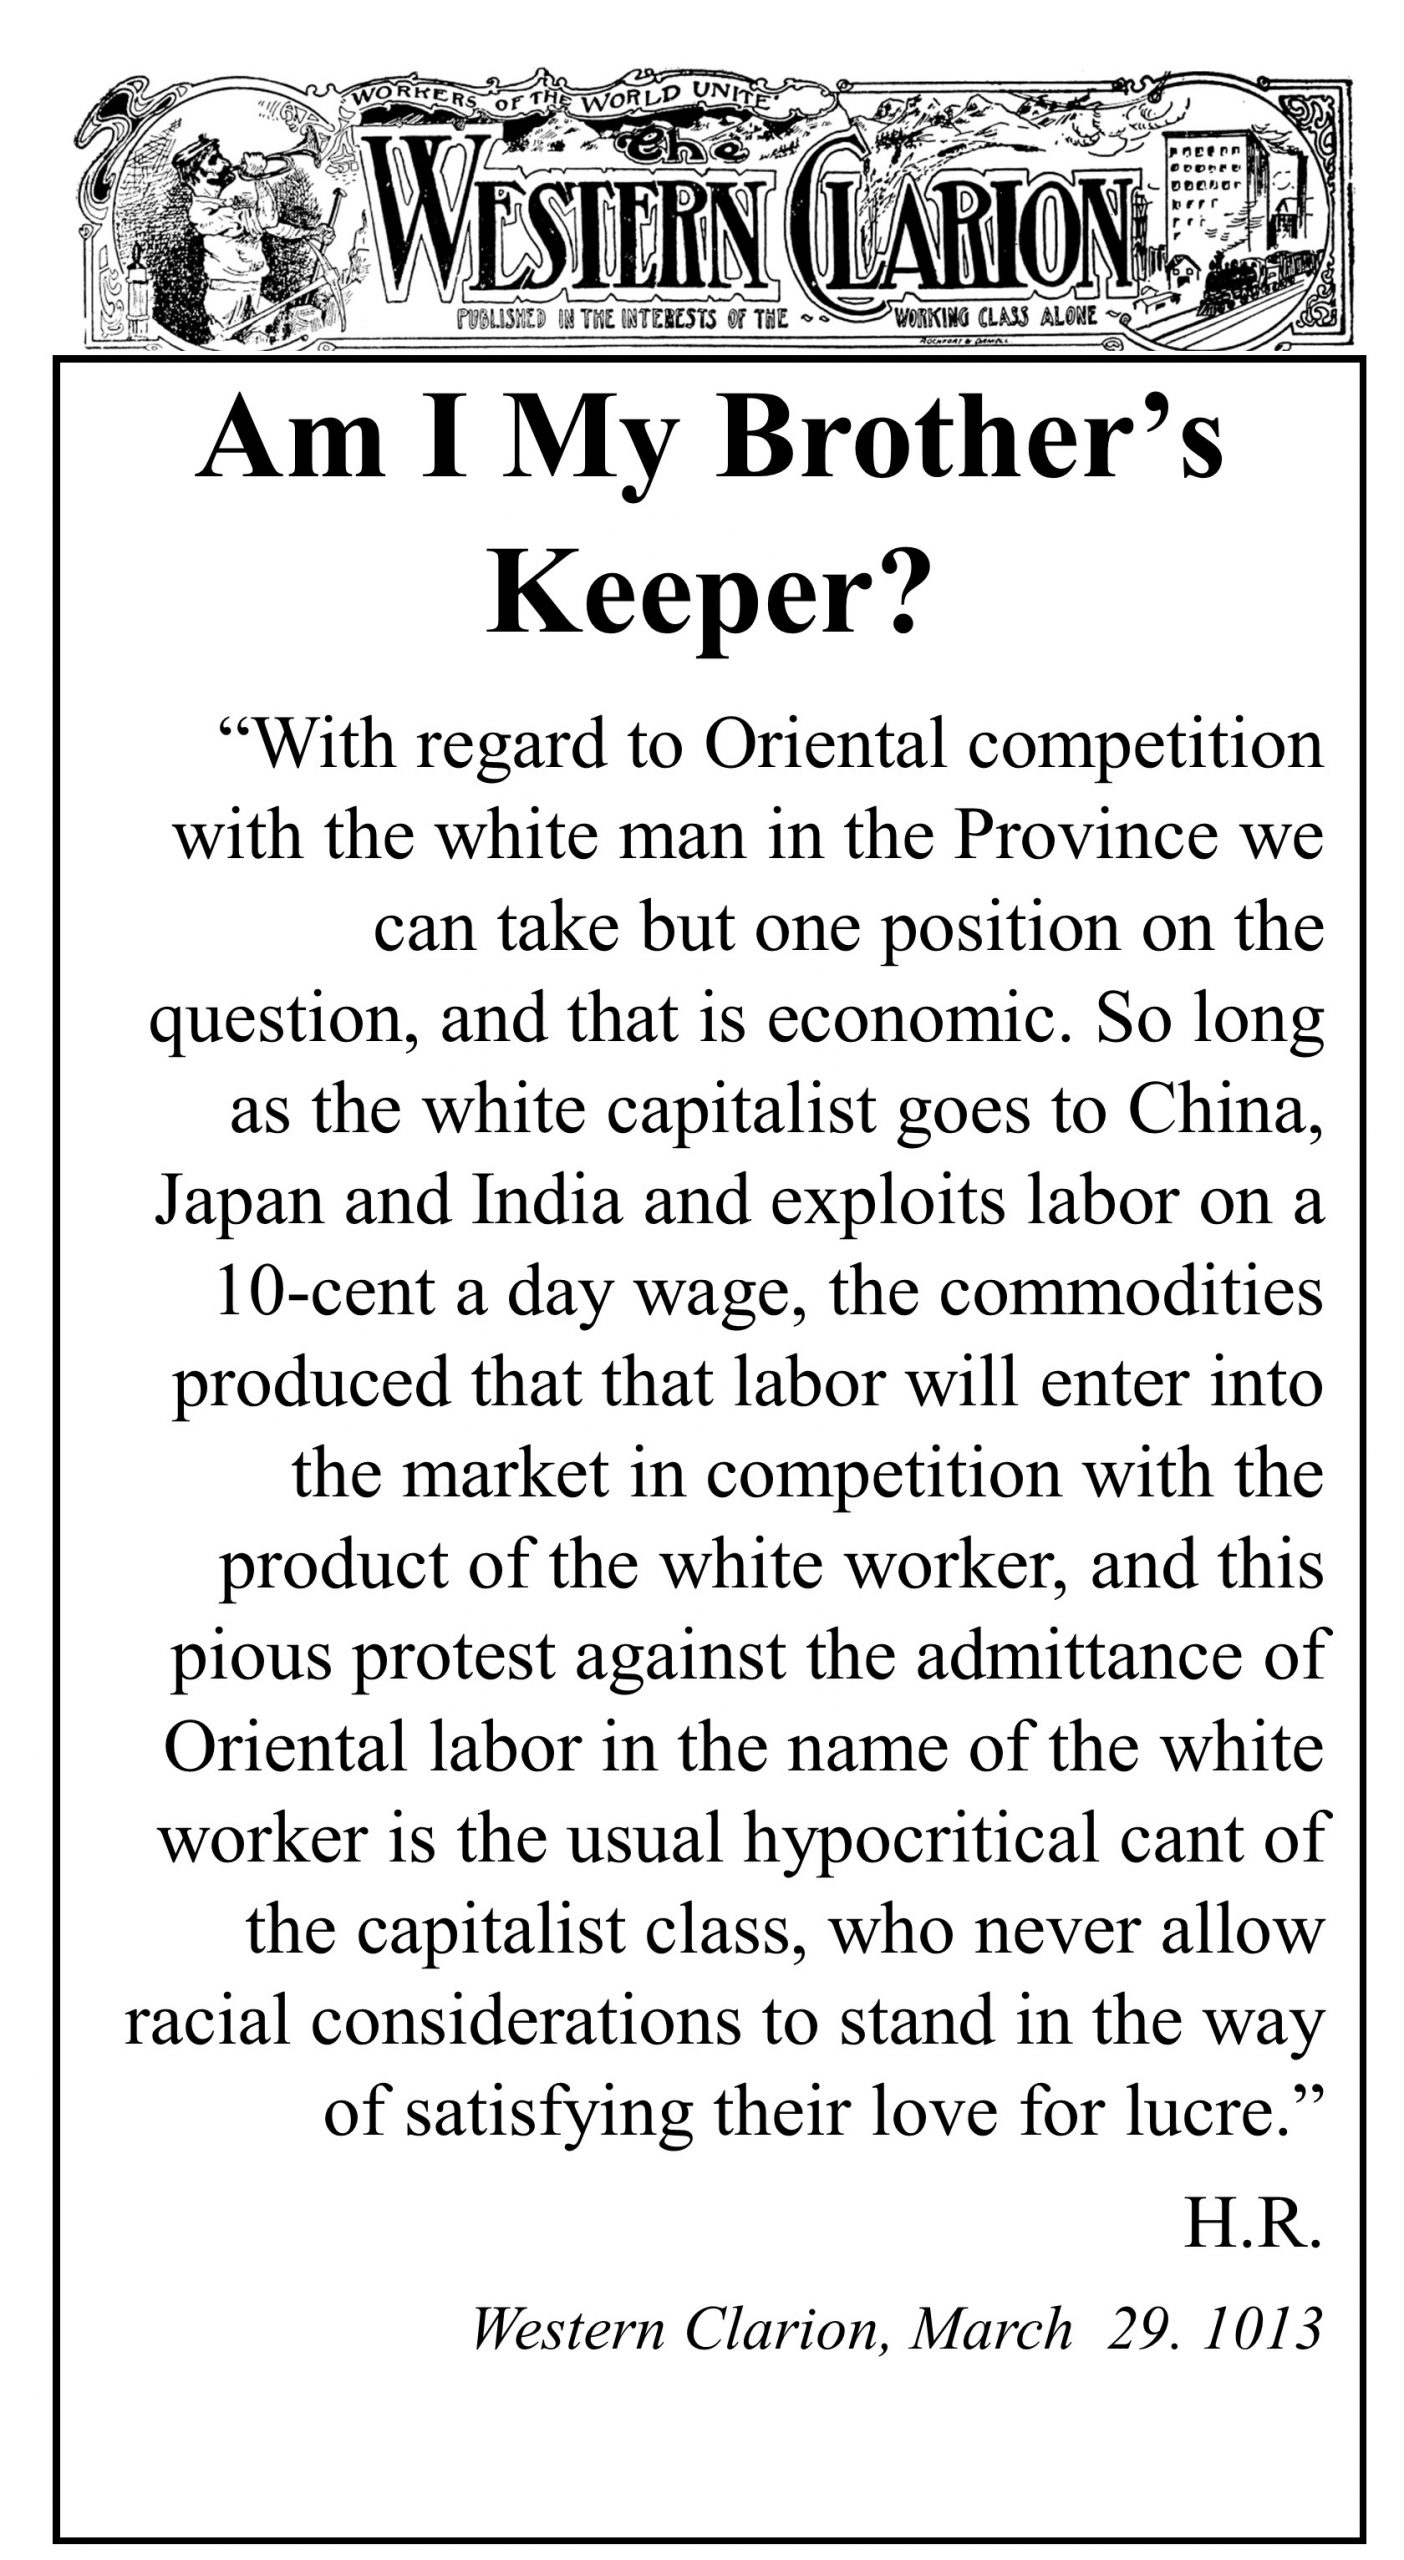 WORKERS OF THE WORLD UNITE
The
WESTERN CLARION
PUBLISHED IN THE INTERESTS OF THE ~ ~ WORKING CLASS ALONE ~
Am I My Brother’s
Keeper?
“With regard to Oriental competition
with the white man in the Province we
can take but one position on the
question, and that is economic. So long
as the white capitalist goes to China,
Japan and India and exploits labor on a
10-cent a day wage, the commodities
produced that that labor will enter into
the market in competition with the
product of the white worker, and this
pious protest against the admittance of
Oriental labor in the name of the white
worker is the usual hypocritical cant of
the capitalist class, who never allow
racial considerations to stand in the way
of satisfying their love for lucre.”
H.R.
Western Clarion, March 29. 1013